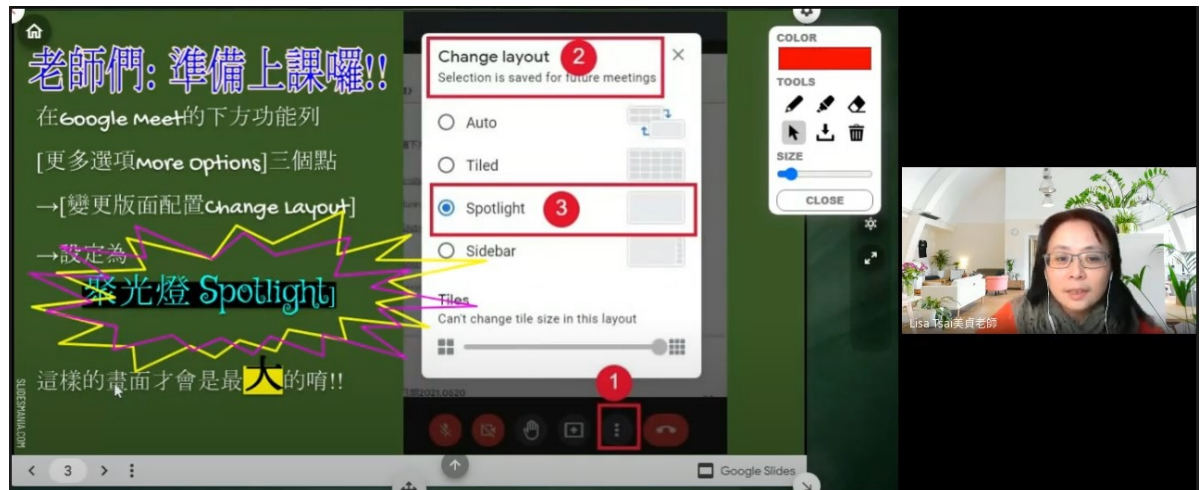 老師們: 準備上課囉!!
在Google Meet的下方功能列
[更多選項More Options]三個點
→[變更版面配置Change Layout]
→設定為
聚光燈 Spotlight]
這樣的畫面才會是最大的唷!!
SLIDESMANIA.COM
Change layout 2
Selection is saved for future meetings
Auto
Tiled
Spotlight 3
Sidebar
Tiles
Can't change tile size in this layout
1
COLOR
TOOLS
SIZE
CLOSE
Lisa Tsai美貞老師
3
Google Slides